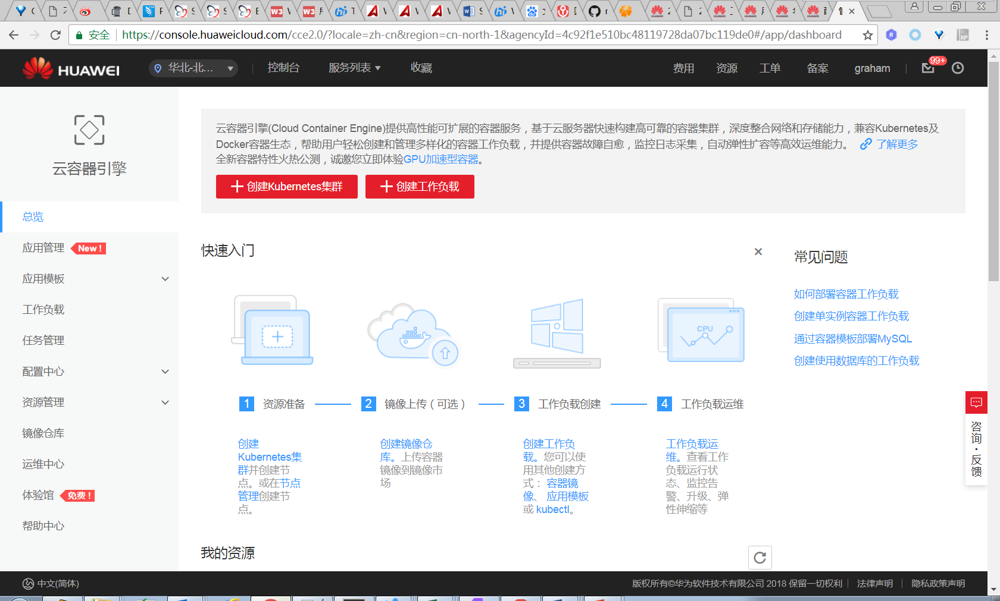 安全
https://console.huaweicloud.com/cce2.0/?locale=zh-cn&region=cn-north-1&agencyId=4c92f1e510bc48119728da07bc119de0#/app/dashboard
HUAWEI
华北-北...
控制台
服务列表
收藏
费用
资源
工单
备案
graham
99+
云容器引擎
总览
应用管理 New !
应用模板
工作负载
任务管理
配置中心
资源管理
镜像仓库
运维中心
体验馆 免费 !
帮助中心
云容器引擎(Cloud Container Engine)提供高性能可扩展的容器服务，基于云服务器快速构建高可靠的容器集群，深度整合网络和存储能力，兼容Kubernetes及
Docker容器生态，帮助用户轻松创建和管理多样化的容器工作负载，并提供容器故障自愈，监控日志采集，自动弹性扩容等高效运维能力。 了解更多
全新容器特性火热公测，诚邀您立即体验GPU加速型容器。
创建Kubernetes集群
创建工作负载
快速入门
CPU
1 资源准备
2 镜像上传（可选）
3 工作负载创建
4 工作负载运维
创建
Kubernetes集
群并创建节
点。或在节点
管理创建节
点。
创建镜像仓
库。上传容器
镜像到镜像市
场
创建工作负
载。您可以使
用其他创建方
式： 容器镜
像、 应用模板
或 kubectl。
工作负载运
维。查看工作
负载运行状
态、监控告
警、升级、弹
性伸缩等
常见问题
如何部署容器工作负载
创建单实例容器工作负载
通过容器模板部署MySQL
创建使用数据库的工作负载
咨询·反馈
我的资源
中文(简体)
版权所有©华为软件技术有限公司 2018 保留一切权利
法律声明
隐私政策声明